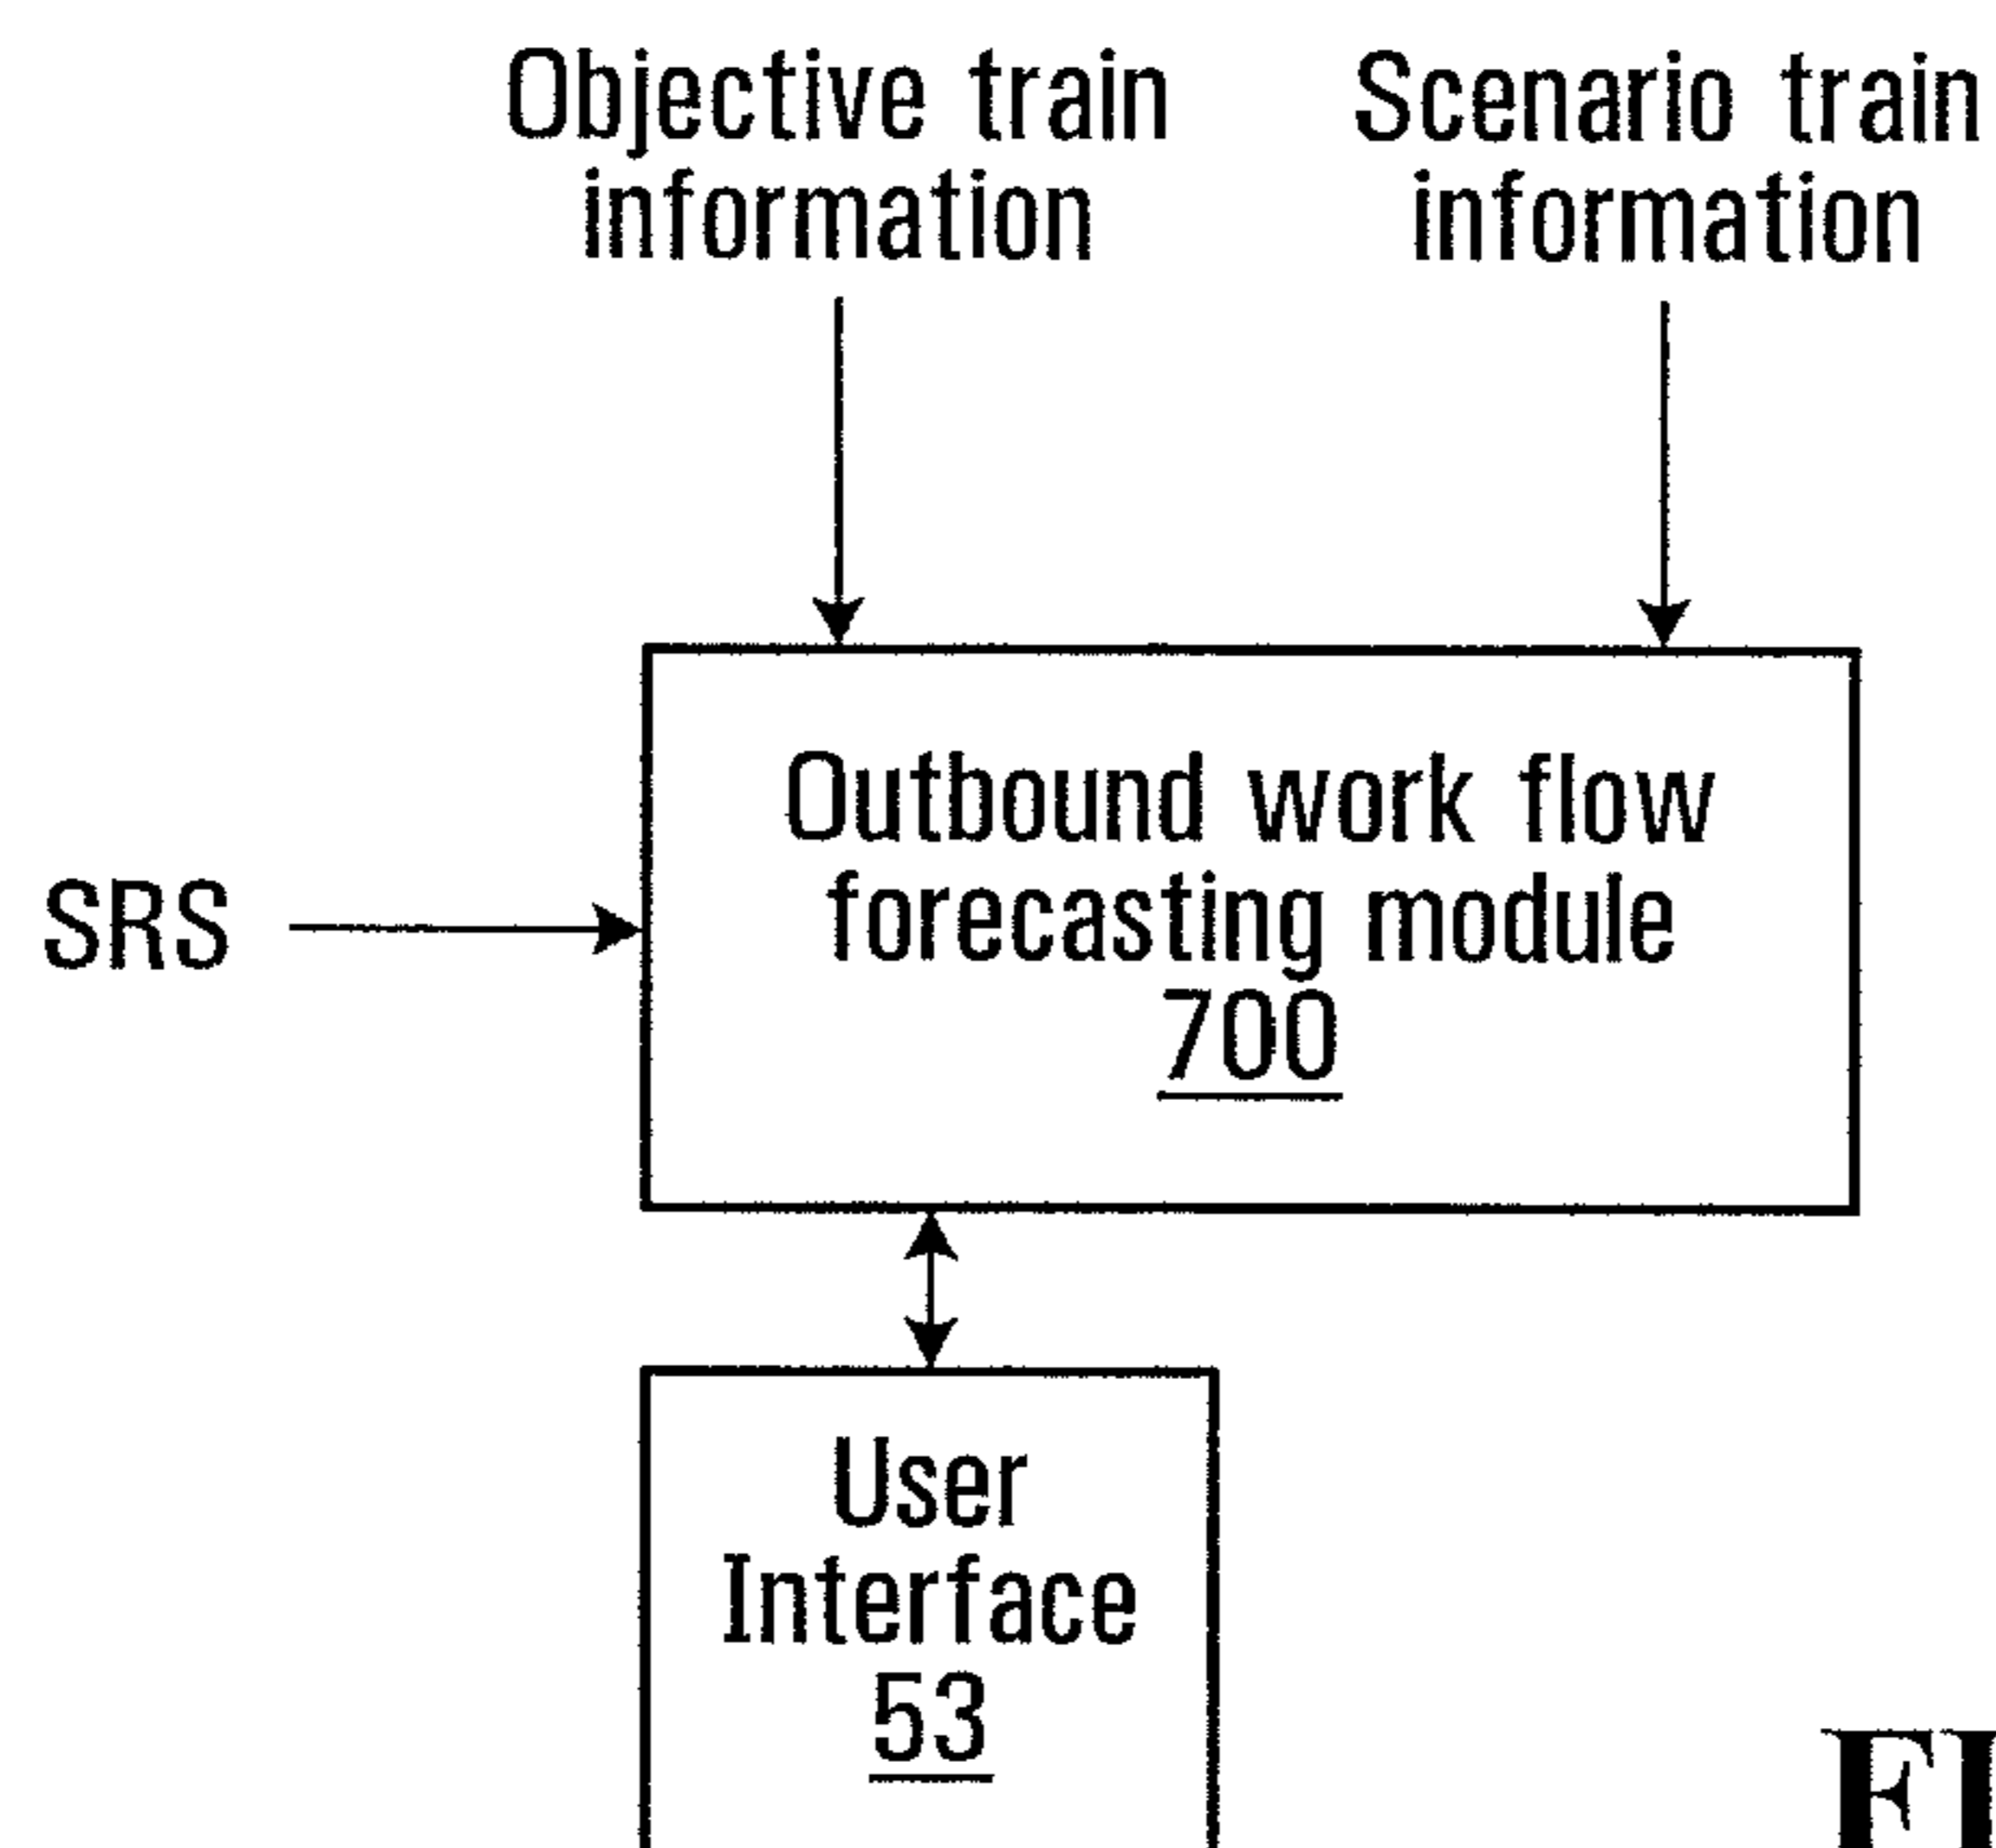 Objective train
information
Scenario train
information
Outbound work flow
forecasting module
700
SRS
User
Interface
53